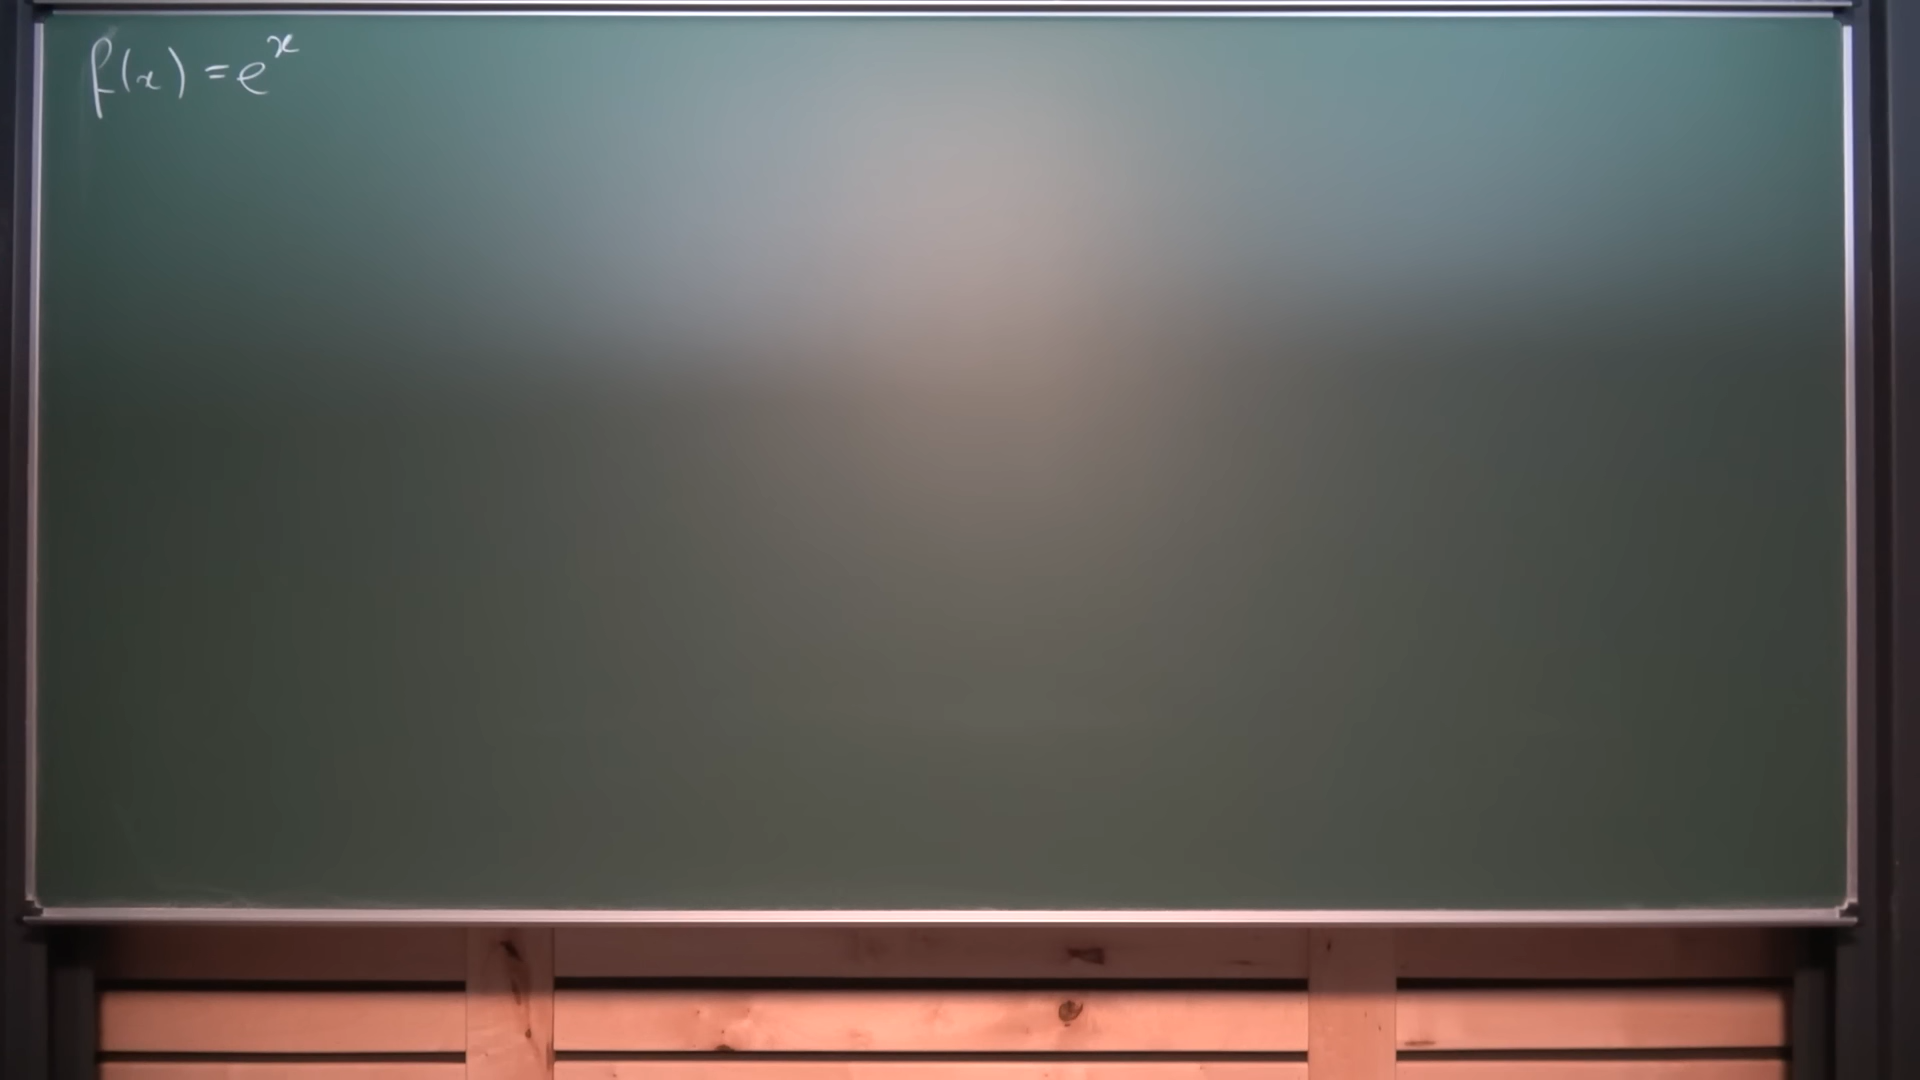 f(x) = e^x